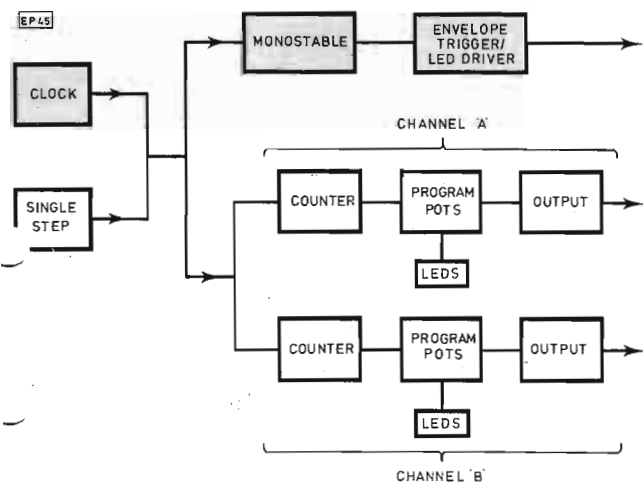 EP45
MONOSTABLE
ENVELOPE
TRIGGER/
LED DRIVER
CLOCK
CHANNEL 'A'
SINGLE
STEP
COUNTER
PROGRAM
POTS
OUTPUT
LEDS
COUNTER
PROGRAM
POTS
OUTPUT
LEDS
CHANNEL 'B'